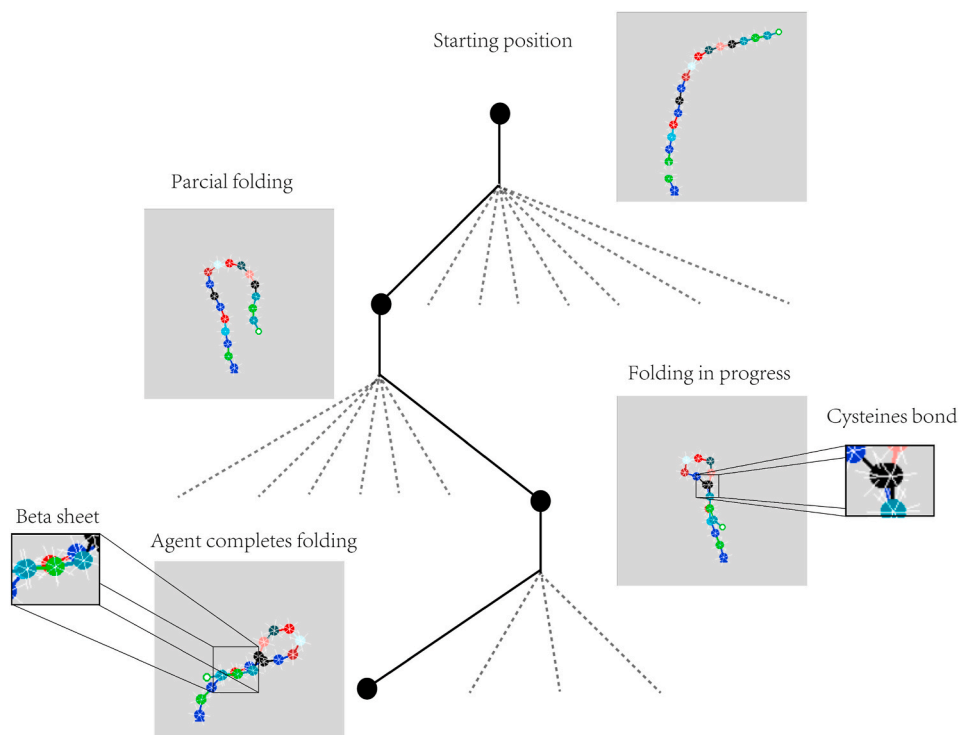 Starting position
Parcial folding
Folding in progress
Cysteines bond
Beta sheet
Agent completes folding